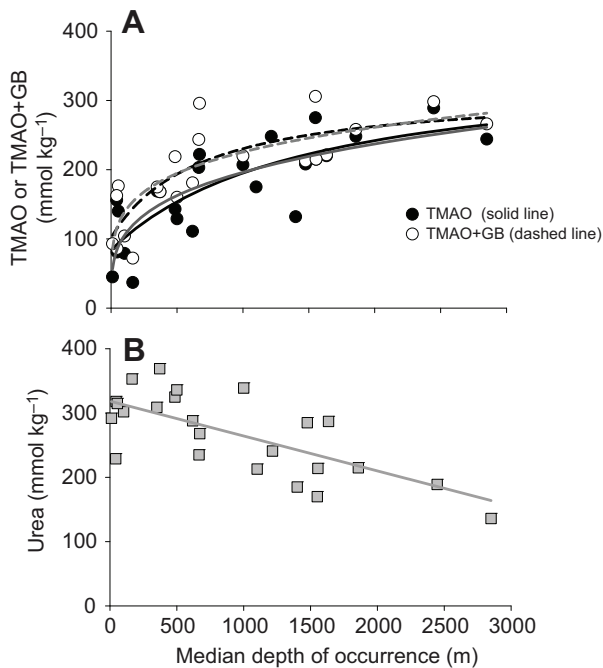 A
400
300
200
100
0
TMAO or TMAO+GB
(mmol kg⁻¹)
TMAO (solid line)
TMAO+GB (dashed line)
B
400
300
200
100
0
Urea (mmol kg⁻¹)
0 500 1000 1500 2000 2500 3000
Median depth of occurrence (m)